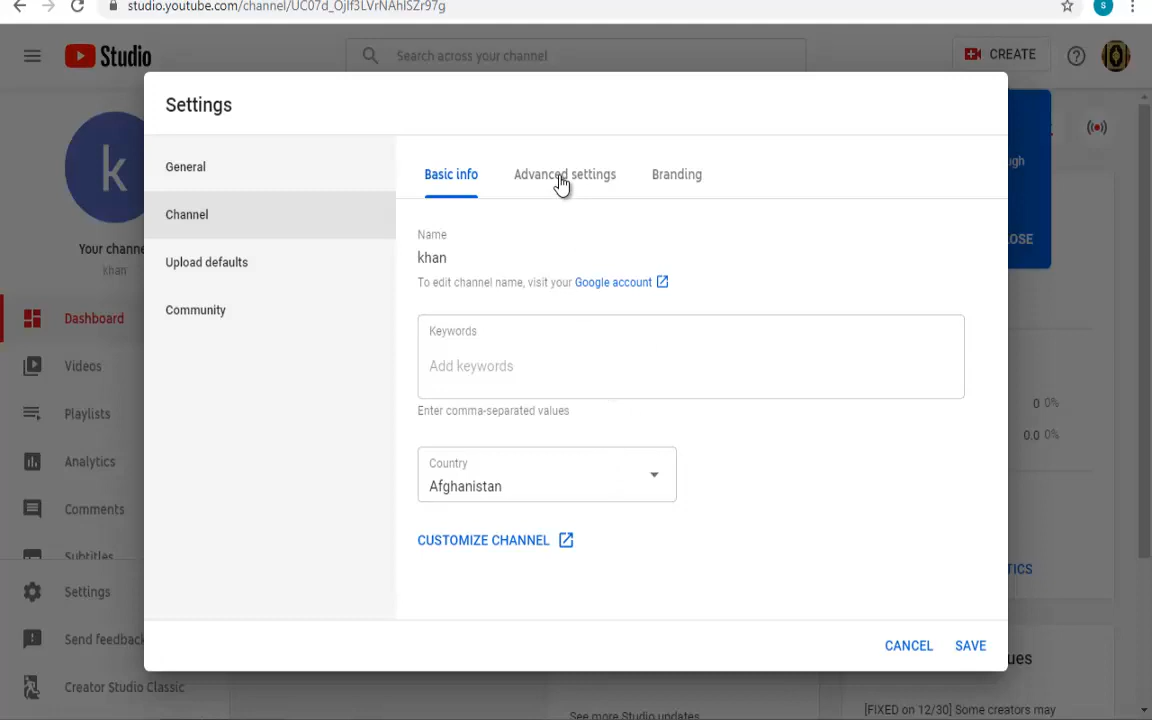 studio.youtube.com/channel/UC07d_Ojlf3LVrNAhlSZr97g
S
Studio
Search across your channel
CREATE
Settings
General
Channel
Upload defaults
Community
Basic info
Advanced settings
Branding
Name
khan
To edit channel name, visit your Google account
Keywords
Add keywords
Enter comma-separated values
Country
Afghanistan
CUSTOMIZE CHANNEL
CANCEL
SAVE
k
Your channe
khan
Dashboard
Videos
Playlists
Analytics
Comments
Subtitles
Settings
Send feedback
Creator Studio Classic
ugh
OSE
0 0%
0.0 0%
TICS
ues
[FIXED on 12/30] Some creators may
See more Studio updates